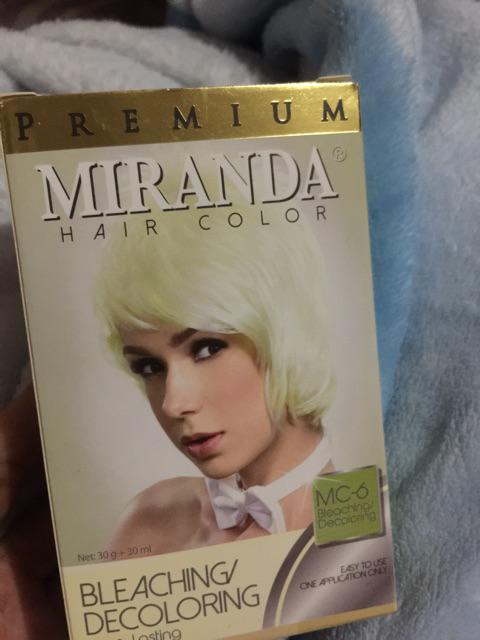 PREMIUM
MIRANDA®
HAIR COLOR
MC-6
Bleaching/
Decoloring
Net: 30 g + 30 ml
EASY TO USE
ONE APPLICATION ONLY
BLEACHING/
DECOLORING
Lasting